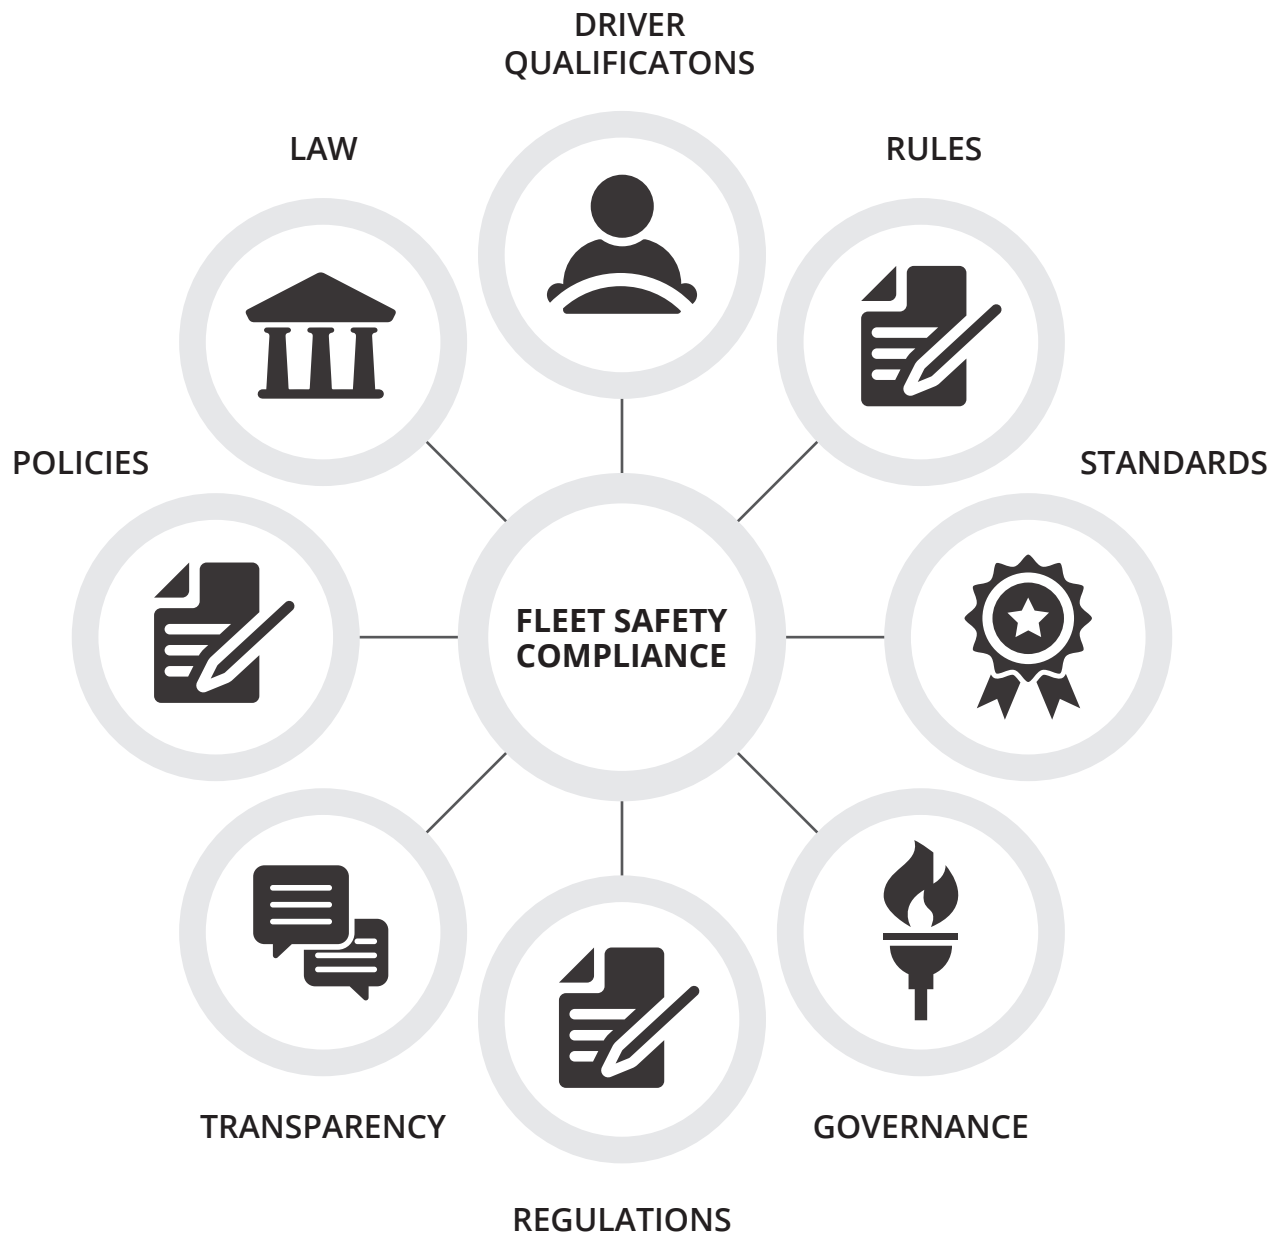 DRIVER
QUALIFICATONS
LAW
RULES
POLICIES
STANDARDS
FLEET SAFETY
COMPLIANCE
TRANSPARENCY
GOVERNANCE
REGULATIONS